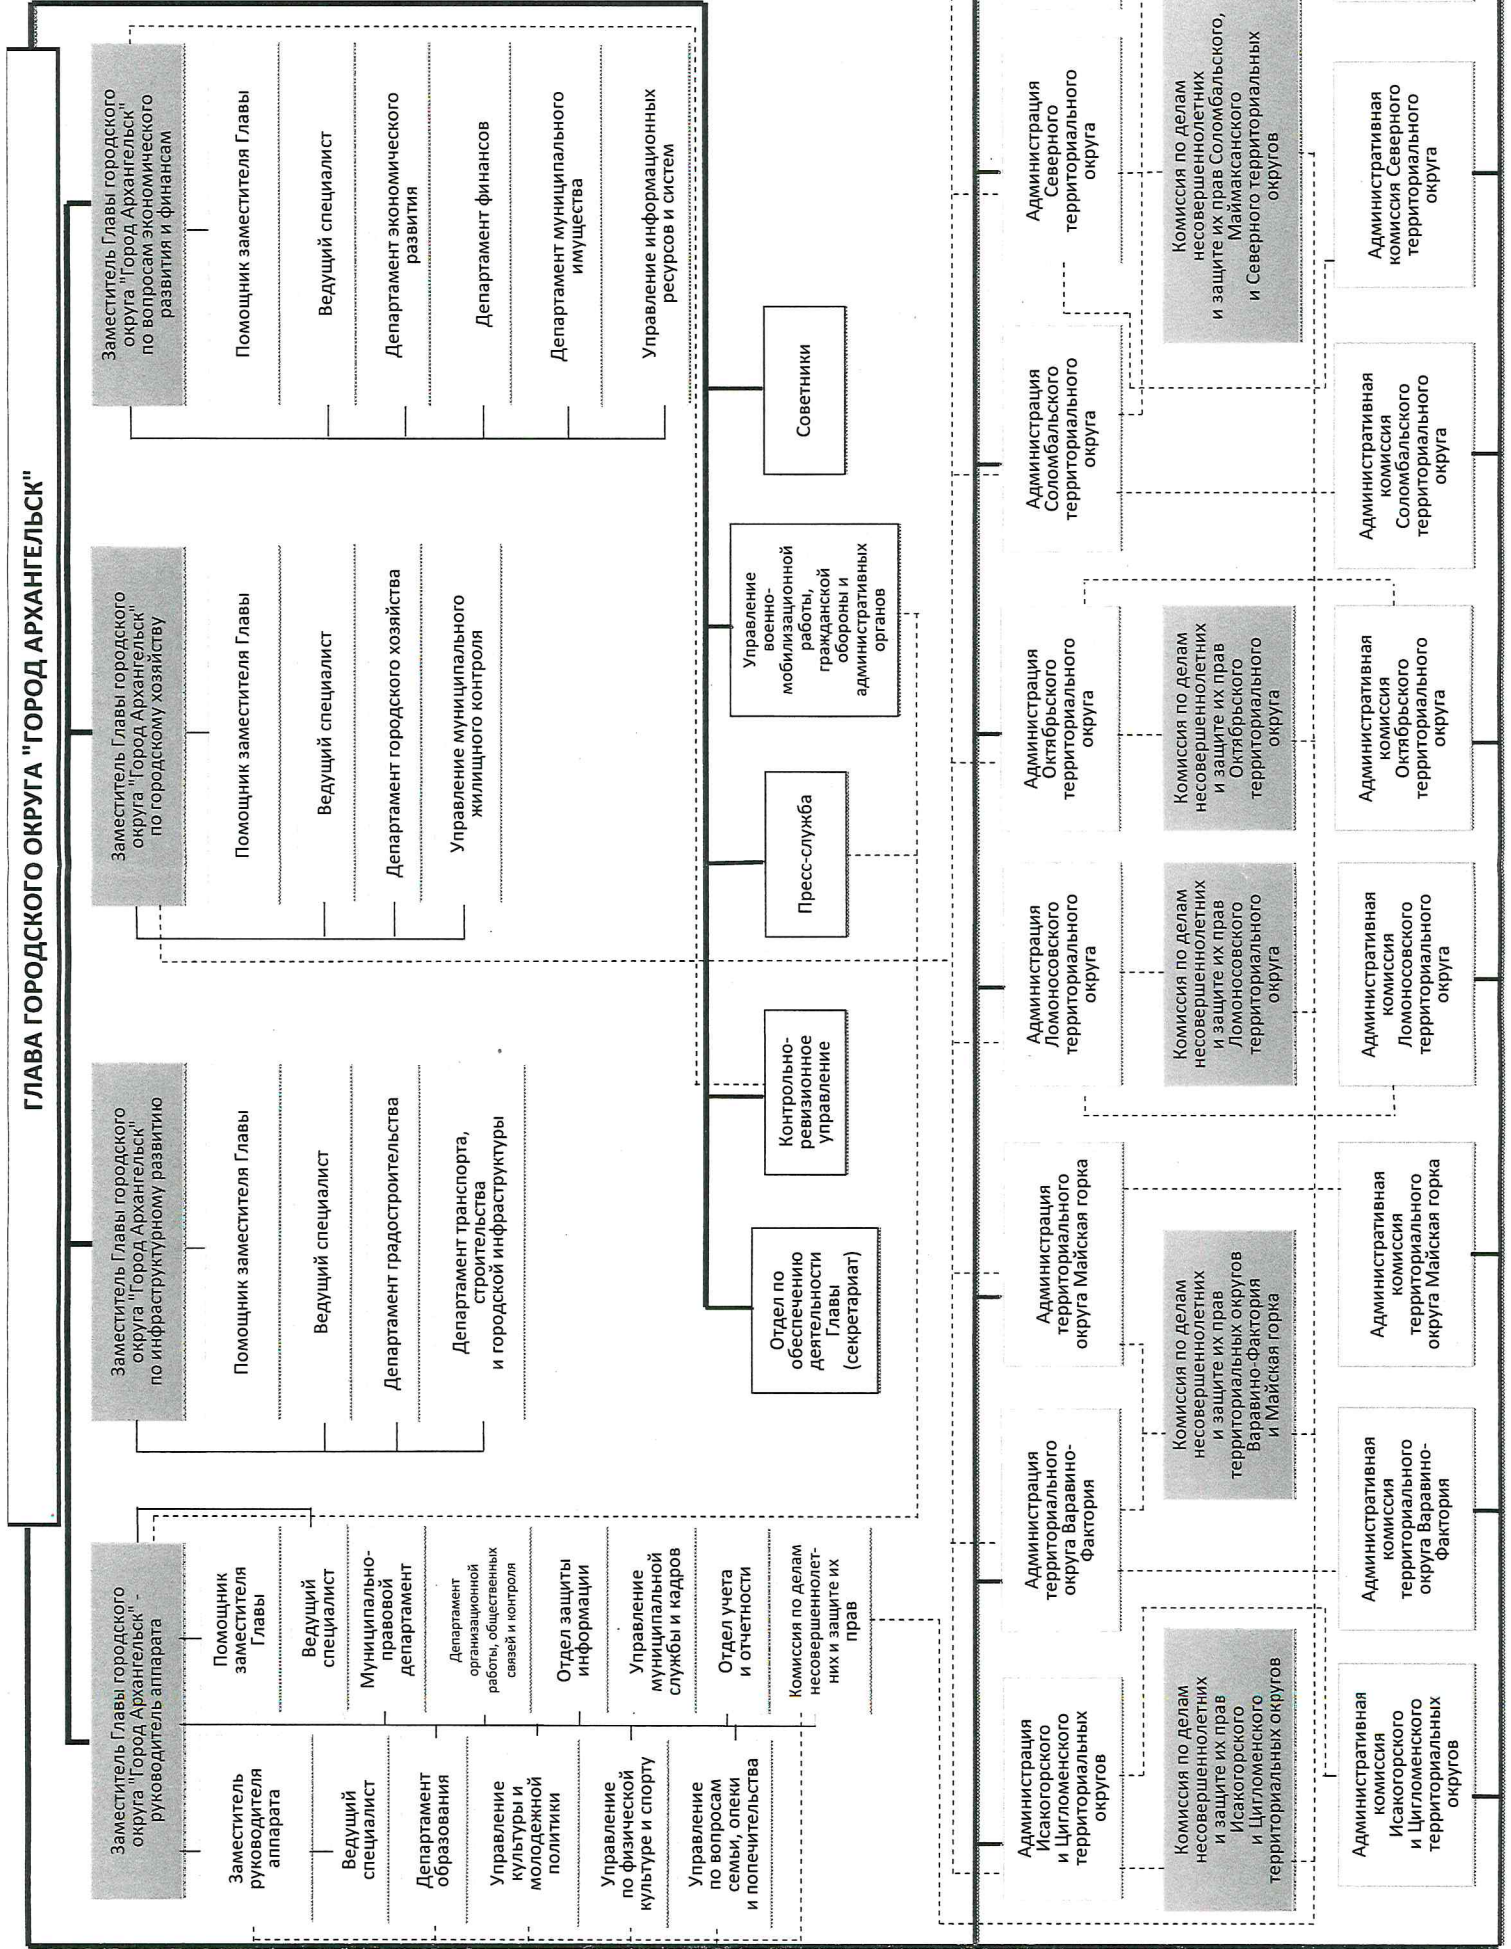 ГЛАВА ГОРОДСКОГО ОКРУГА "ГОРОД АРХАНГЕЛЬСК"
Заместитель Главы городского
округа "Город Архангельск" -
руководитель аппарата
Заместитель
руководителя
аппарата
Ведущий
специалист
Департамент
образования
Управление
культуры и
молодежной
политики
Управление
по физической
культуре и спорту
Управление
по вопросам
семьи, опеки
и попечительства
Помощник
заместителя
Главы
Ведущий
специалист
Муниципально-
правовой
департамент
Департамент
организационной
работы, общественных
связей и контроля
Отдел защиты
информации
Управление
муниципальной
службы и кадров
Отдел учета
и отчетности
Комиссия по делам
несовершеннолет-
них и защите их
прав
Заместитель Главы городского
округа "Город Архангельск"
по инфраструктурному развитию
Помощник заместителя Главы
Ведущий специалист
Департамент градостроительства
Департамент транспорта,
строительства
и городской инфраструктуры
Заместитель Главы городского
округа "Город Архангельск"
по городскому хозяйству
Помощник заместителя Главы
Ведущий специалист
Департамент городского хозяйства
Управление муниципального
жилищного контроля
Заместитель Главы городского
округа "Город Архангельск"
по вопросам экономического
развития и финансам
Помощник заместителя Главы
Ведущий специалист
Департамент экономического
развития
Департамент финансов
Департамент муниципального
имущества
Управление информационных
ресурсов и систем
Отдел по
обеспечению
деятельности
Главы
(секретариат)
Контрольно-
ревизионное
управление
Пресс-служба
Управление
военно-
мобилизационной
работы,
гражданской
обороны и
административных
органов
Советники
Администрация
Исакогорского
и Цигломенского
территориальных
округов
Администрация
территориального
округа Варавино-
Фактория
Администрация
территориального
округа Майская горка
Администрация
Ломоносовского
территориального
округа
Администрация
Октябрьского
территориального
округа
Администрация
Соломбальского
территориального
округа
Администрация
Северного
территориального
округа
Комиссия по делам
несовершеннолетних
и защите их прав
Исакогорского
и Цигломенского
территориальных округов
Комиссия по делам
несовершеннолетних
и защите их прав
территориальных округов
Варавино-Фактория
и Майская горка
Комиссия по делам
несовершеннолетних
и защите их прав
Ломоносовского
территориального
округа
Комиссия по делам
несовершеннолетних
и защите их прав
Октябрьского
территориального
округа
Комиссия по делам
несовершеннолетних
и защите их прав Соломбальского,
Маймаксанского
и Северного территориальных
округов
Административная
комиссия
Исакогорского
и Цигломенского
территориальных
округов
Административная
комиссия
территориального
округа Варавино-
Фактория
Административная
комиссия
территориального
округа Майская горка
Административная
комиссия
Ломоносовского
территориального
округа
Административная
комиссия
Октябрьского
территориального
округа
Административная
комиссия
Соломбальского
территориального
округа
Административная
комиссия Северного
территориального
округа